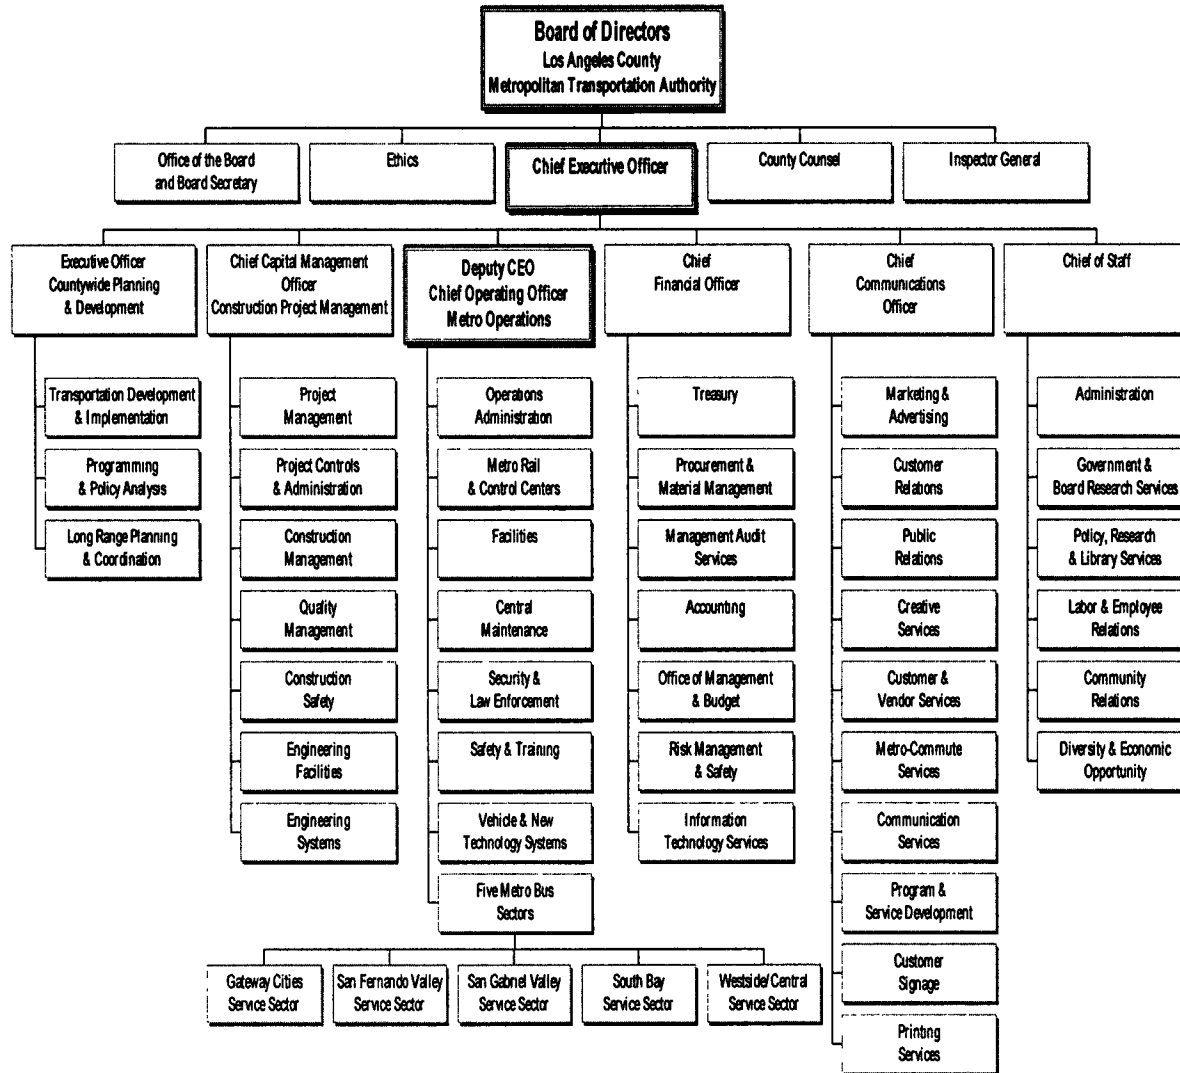 Board of Directors
Los Angeles County
Metropolitan Transportation Authority
Office of the Board
and Board Secretary
Ethics
Chief Executive Officer
County Counsel
Inspector General
Executive Officer
Countywide Planning
& Development
Chief Capital Management
Officer
Construction Project Management
Deputy CEO
Chief Operating Officer
Metro Operations
Chief
Financial Officer
Chief
Communications
Officer
Chief of Staff
Transportation Development
& Implementation
Programming
& Policy Analysis
Long Range Planning
& Coordination
Project
Management
Project Controls
& Administration
Construction
Management
Quality
Management
Construction
Safety
Engineering
Facilities
Engineering
Systems
Operations
Administration
Metro Rail
& Control Centers
Facilities
Central
Maintenance
Security &
Law Enforcement
Safety & Training
Vehicle & New
Technology Systems
Five Metro Bus
Sectors
Gateway Cities
Service Sector
San Fernando Valley
Service Sector
San Gabriel Valley
Service Sector
South Bay
Service Sector
Westside/Central
Service Sector
Treasury
Procurement &
Material Management
Management Audit
Services
Accounting
Office of Management
& Budget
Risk Management
& Safety
Information
Technology Services
Marketing &
Advertising
Customer
Relations
Public
Relations
Creative
Services
Customer &
Vendor Services
Metro-Commute
Services
Communication
Services
Program &
Service Development
Customer
Signage
Printing
Services
Administration
Government &
Board Research Services
Policy, Research
& Library Services
Labor & Employee
Relations
Community
Relations
Diversity & Economic
Opportunity